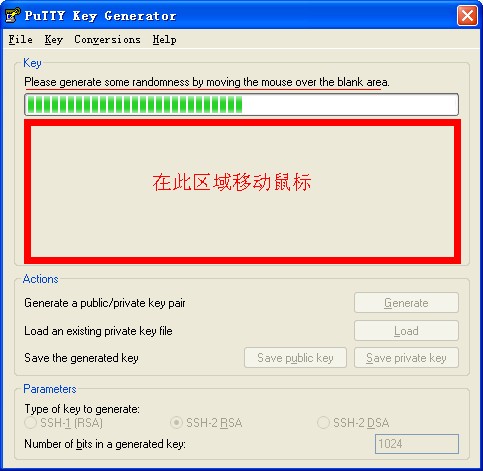 PuTTY Key Generator
File Key Conversions Help
Key
Please generate some randomness by moving the mouse over the blank area.
在此区域移动鼠标
Actions
Generate a public/private key pair
Generate
Load an existing private key file
Load
Save the generated key
Save public key
Save private key
Parameters
Type of key to generate:
SSH-1 (RSA)
SSH-2 RSA
SSH-2 DSA
Number of bits in a generated key:
1024